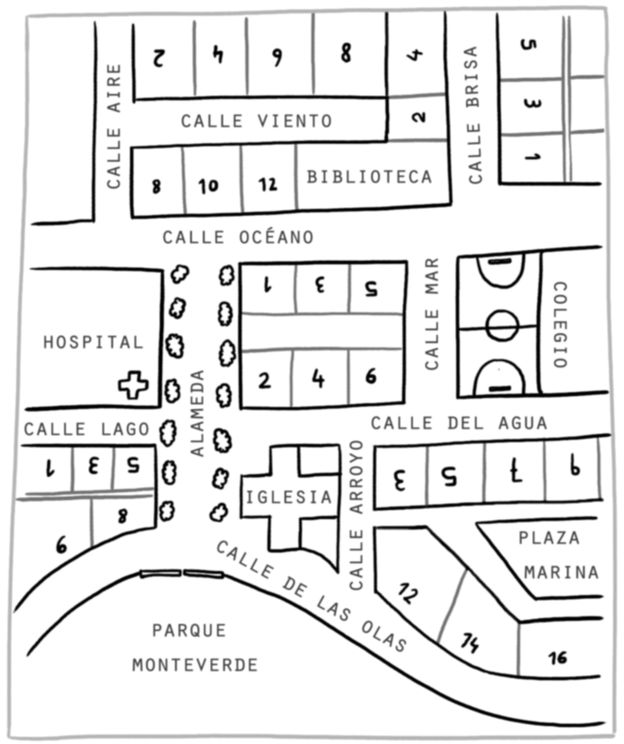 2 4 6 8 4
5
CALLE AIRE
CALLE BRISA
CALLE VIENTO
2
3
8 10 12 BIBLIOTECA
1
CALLE OCÉANO
1 3 5
CALLE MAR
COLEGIO
HOSPITAL
2 4 6
ALAMEDA
CALLE LAGO
CALLE DEL AGUA
1 3 5
3 5 7 9
IGLESIA
CALLE ARROYO
6 8
PLAZA
MARINA
CALLE DE LAS OLAS
12
14
16
PARQUE
MONTEVERDE